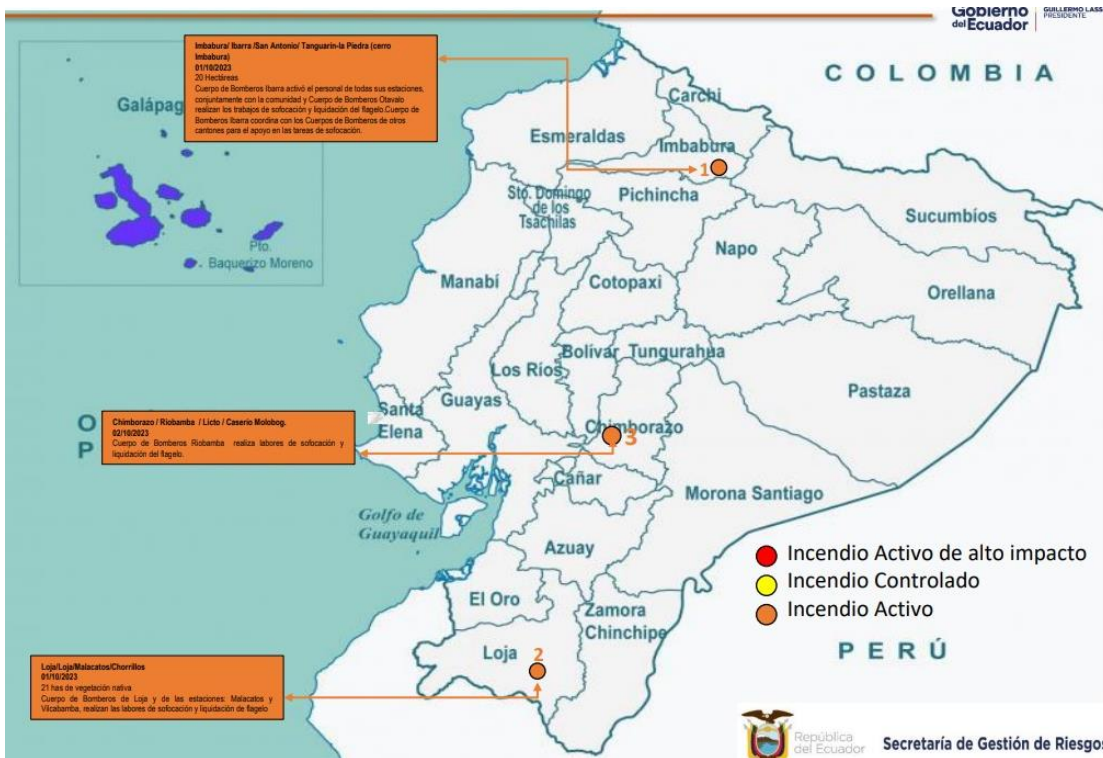 Gobierno
del Ecuador
GUILLERMO LASS
PRESIDENTE
Imbabura/ Ibarra /San Antonio/ Tanguarín-la Piedra (cerro
Imbabura)
01/10/2023
20 Hectáreas
Cuerpo de Bomberos Ibarra activó el personal de todas sus estaciones,
conjuntamente con la comunidad y Cuerpo de Bomberos Otavalo
realizan los trabajos de sofocación y liquidación del flagelo.Cuerpo de
Bomberos Ibarra coordina con los Cuerpos de Bomberos de otros
cantones para el apoyo en las tareas de sofocación.
COLOMBIA
Galápag
Carchi
Esmeraldas
Imbabura
1
Sto. Domingo
de los
Tsáchilas
Pichincha
Sucumbíos
Pto.
Baquerizo Moreno
Napo
Manabí
Cotopaxi
Orellana
Bolívar
Tungurahua
Los Ríos
Pastaza
Guayas
Santa
Elena
O
P
Chimborazo / Riobamba / Licto / Caserio Molobog.
02/10/2023
Cuerpo de Bomberos Riobamba realiza labores de sofocación y
liquidación del flagelo.
Chimborazo
3
Cañar
Morona Santiago
Golfo de
Guayaquil
Azuay
Incendio Activo de alto impacto
Incendio Controlado
Incendio Activo
El Oro
Zamora
Chinchipe
PERÚ
Loja
2
Loja/Loja/Malacatos/Chorrillos
01/10/2023
21 has de vegetación nativa
Cuerpo de Bomberos de Loja y de las estaciones: Malacatos y
Vilcabamba, realizan las labores de sofocación y liquidación de flagelo
República
del Ecuador
Secretaría de Gestión de Riesgos